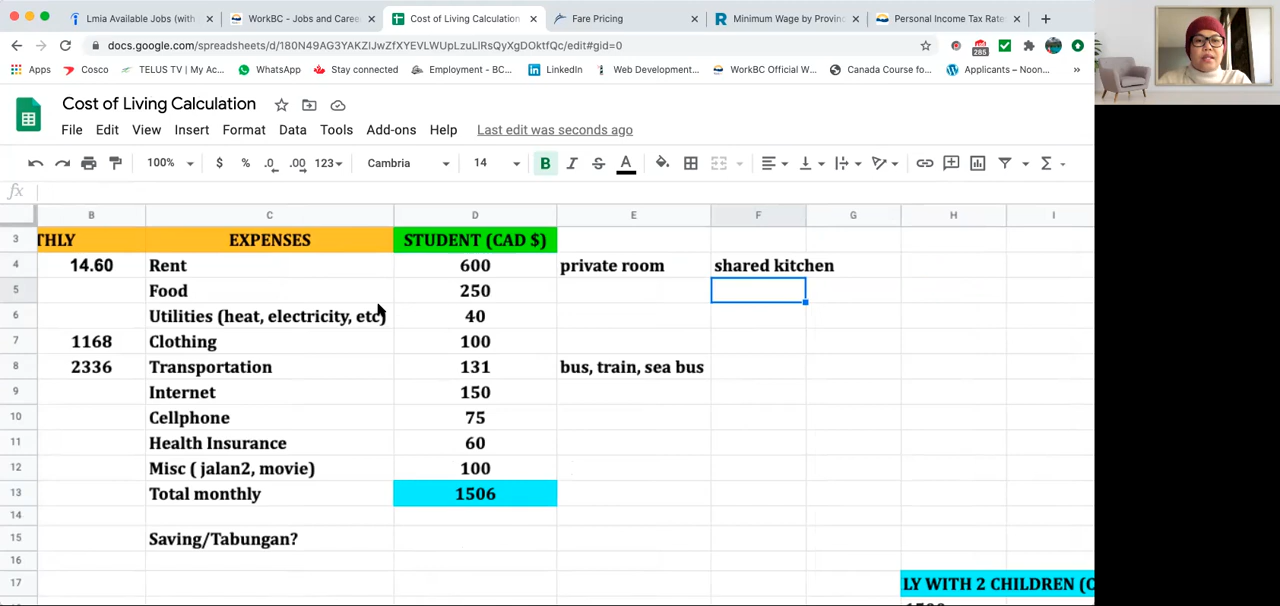 Lmia Available Jobs (with
WorkBC - Jobs and Caree
Cost of Living Calculation
Fare Pricing
Minimum Wage by Provinc
Personal Income Tax Rate
docs.google.com/spreadsheets/d/180N49AG3YAKZIJwZfXYEVLWUpLzuLlRsQyXgDOktfQc/edit#gid=0
285
Apps
Cosco
TELUS TV | My Ac...
WhatsApp
Stay connected
Employment - BC...
LinkedIn
Web Development...
WorkBC Official W...
Canada Course fo...
Applicants – Noon...
»
Cost of Living Calculation
File Edit View Insert Format Data Tools Add-ons Help Last edit was seconds ago
100% $ % .0 .00 123 Cambria 14 B I S A
fx
B C D E F G H I
3 THLY EXPENSES STUDENT (CAD $)
4 14.60 Rent 600 private room shared kitchen
5 Food 250
6 Utilities (heat, electricity, etc) 40
7 1168 Clothing 100
8 2336 Transportation 131 bus, train, sea bus
9 Internet 150
10 Cellphone 75
11 Health Insurance 60
12 Misc ( jalan2, movie) 100
13 Total monthly 1506
14
15 Saving/Tabungan?
16
17 LY WITH 2 CHILDREN (C